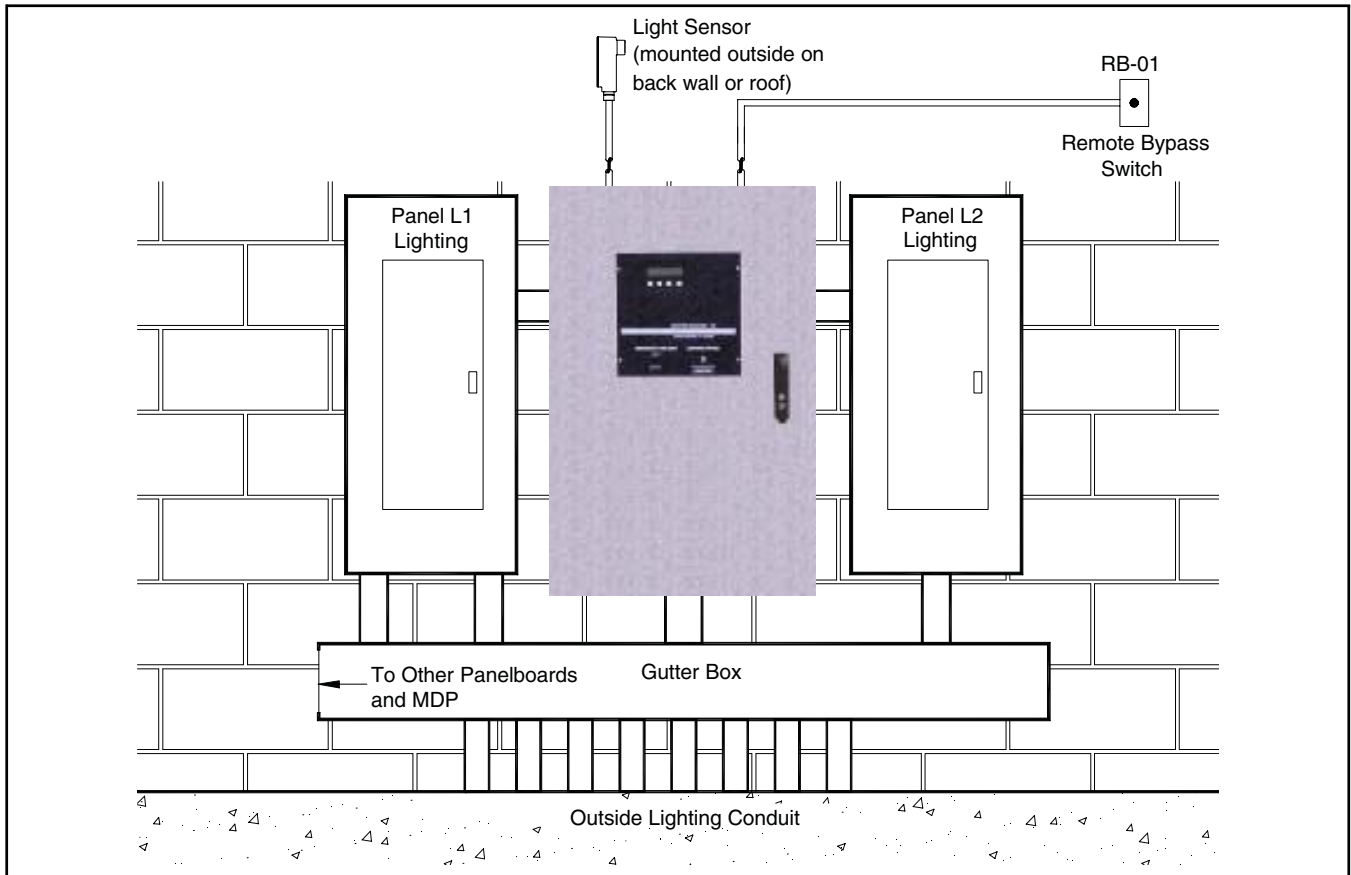 Light Sensor
(mounted outside on
back wall or roof)
RB-01
Remote Bypass
Switch
Panel L1
Lighting
Panel L2
Lighting
To Other Panelboards
and MDP
Gutter Box
Outside Lighting Conduit